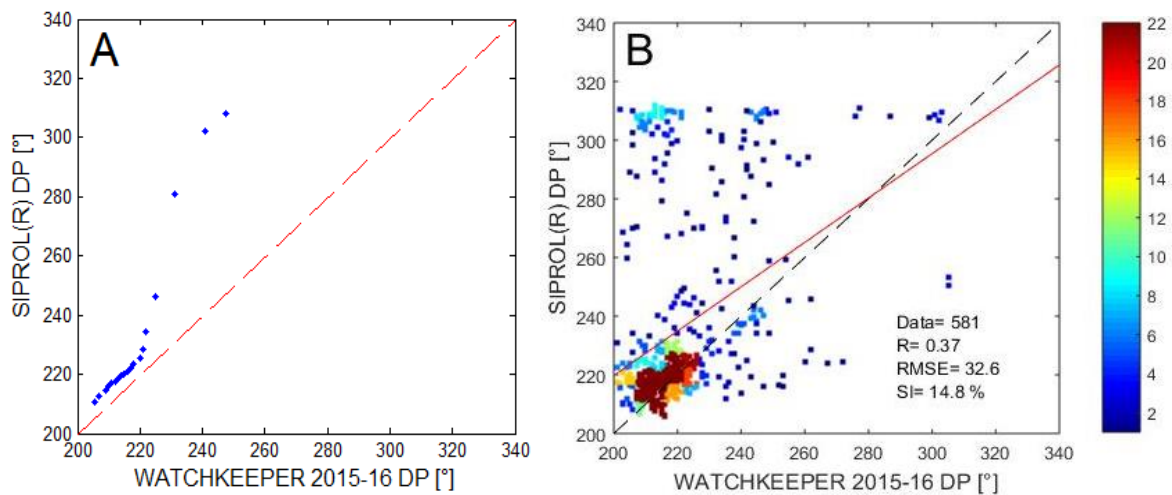 A
SIPROL(R) DP [°]
340
320
300
280
260
240
220
200
200 220 240 260 280 300 320 340
WATCHKEEPER 2015-16 DP [°]
B
SIPROL(R) DP [°]
340
320
310
300
280
260
240
220
200
Data= 581
R= 0.37
RMSE= 32.6
SI= 14.8 %
200 220 240 260 280 300 320 340
WATCHKEEPER 2015-16 DP [°]
22
20
18
16
14
12
10
8
6
4
2